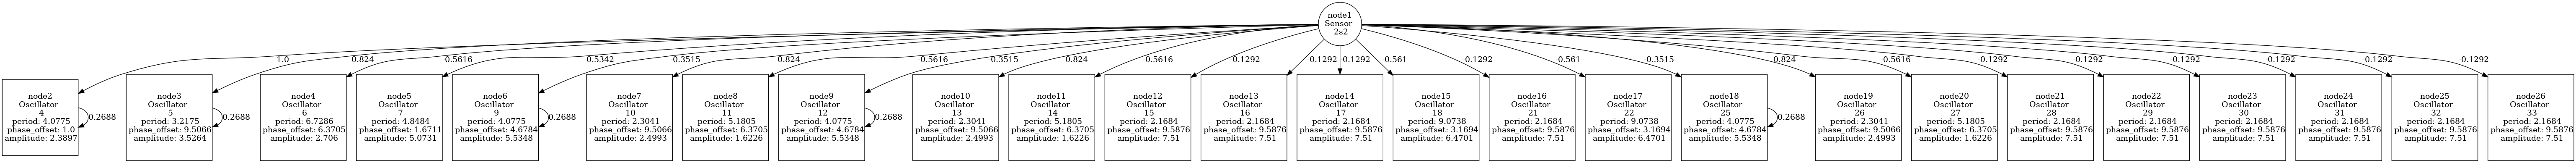 node1
Sensor
2s2
1.0
0.824
-0.5616
0.5342
-0.3515
0.824
-0.5616
-0.3515
0.824
-0.5616
-0.1292
-0.1292
-0.1292
-0.561
-0.1292
-0.561
-0.3515
0.824
-0.5616
-0.1292
-0.1292
-0.1292
-0.1292
-0.1292
-0.1292
node2
Oscillator
4
period: 4.0775
phase_offset: 1.0
amplitude: 2.3897
0.2688
node3
Oscillator
5
period: 3.2175
phase_offset: 9.5066
amplitude: 3.5264
0.2688
node4
Oscillator
6
period: 6.7286
phase_offset: 6.3705
amplitude: 2.706
node5
Oscillator
7
period: 4.8484
phase_offset: 1.6711
amplitude: 5.0731
node6
Oscillator
9
period: 4.0775
phase_offset: 4.6784
amplitude: 5.5348
0.2688
node7
Oscillator
10
period: 2.3041
phase_offset: 9.5066
amplitude: 2.4993
node8
Oscillator
11
period: 5.1805
phase_offset: 6.3705
amplitude: 1.6226
node9
Oscillator
12
period: 4.0775
phase_offset: 4.6784
amplitude: 5.5348
0.2688
node10
Oscillator
13
period: 2.3041
phase_offset: 9.5066
amplitude: 2.4993
node11
Oscillator
14
period: 5.1805
phase_offset: 6.3705
amplitude: 1.6226
node12
Oscillator
15
period: 2.1684
phase_offset: 9.5876
amplitude: 7.51
node13
Oscillator
16
period: 2.1684
phase_offset: 9.5876
amplitude: 7.51
node14
Oscillator
17
period: 2.1684
phase_offset: 9.5876
amplitude: 7.51
node15
Oscillator
18
period: 9.0738
phase_offset: 3.1694
amplitude: 6.4701
node16
Oscillator
21
period: 2.1684
phase_offset: 9.5876
amplitude: 7.51
node17
Oscillator
22
period: 9.0738
phase_offset: 3.1694
amplitude: 6.4701
node18
Oscillator
25
period: 4.0775
phase_offset: 4.6784
amplitude: 5.5348
0.2688
node19
Oscillator
26
period: 2.3041
phase_offset: 9.5066
amplitude: 2.4993
node20
Oscillator
27
period: 5.1805
phase_offset: 6.3705
amplitude: 1.6226
node21
Oscillator
28
period: 2.1684
phase_offset: 9.5876
amplitude: 7.51
node22
Oscillator
29
period: 2.1684
phase_offset: 9.5876
amplitude: 7.51
node23
Oscillator
30
period: 2.1684
phase_offset: 9.5876
amplitude: 7.51
node24
Oscillator
31
period: 2.1684
phase_offset: 9.5876
amplitude: 7.51
node25
Oscillator
32
period: 2.1684
phase_offset: 9.5876
amplitude: 7.51
node26
Oscillator
33
period: 2.1684
phase_offset: 9.5876
amplitude: 7.51